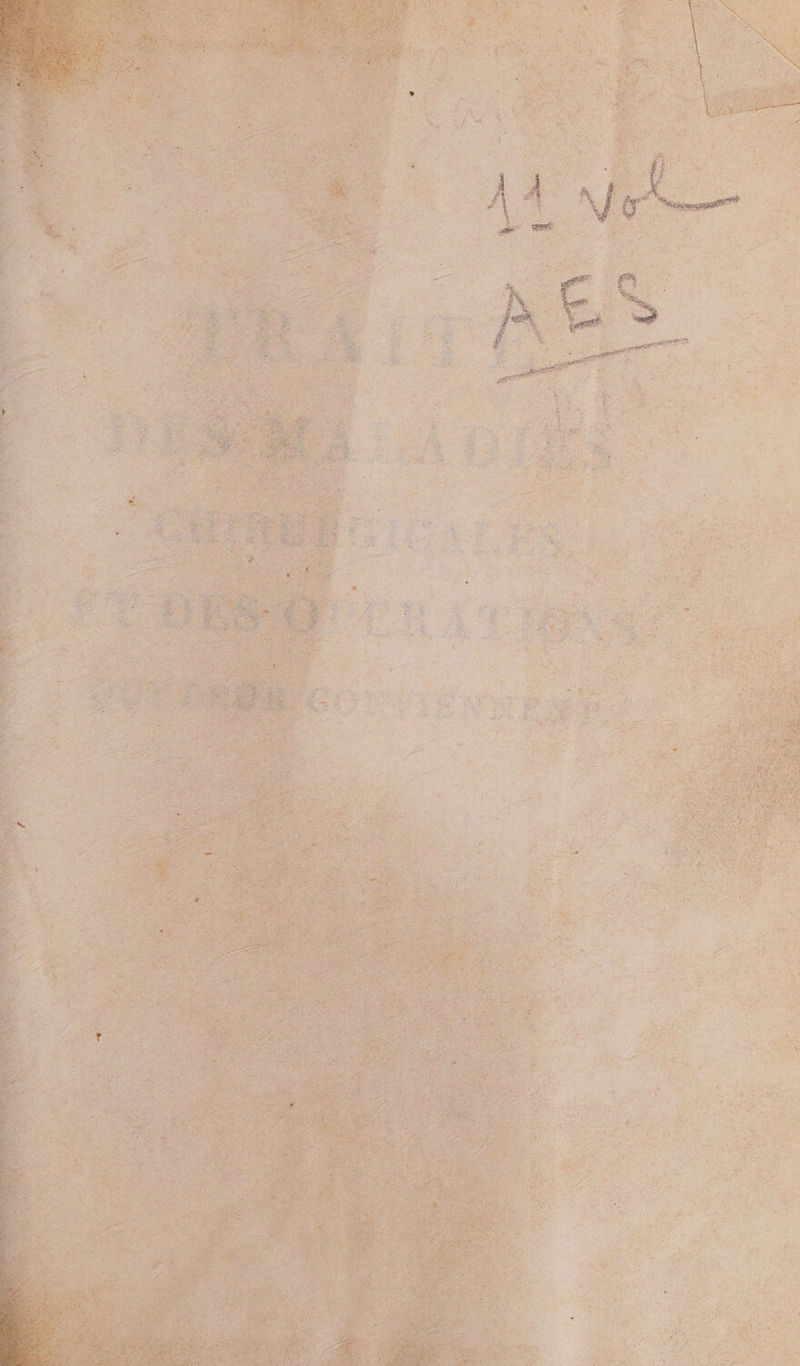 11 vol
AES
TRAITÉ
DES MALADIES
CHIRURGICALES
ET DES OPÉRATIONS
QUI LEUR CONVIENNENT.